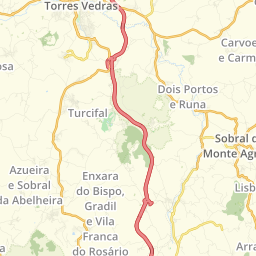 Torres Vedras
Carvoe
e Carm
osa
Dois Portos
e Runa
Turcifal
Sobral d
Monte Agr
Azueira
e Sobral
da Abelheira
Enxara
do Bispo,
Gradil
e Vila
Franca
do Rosário
Lisb
Arra